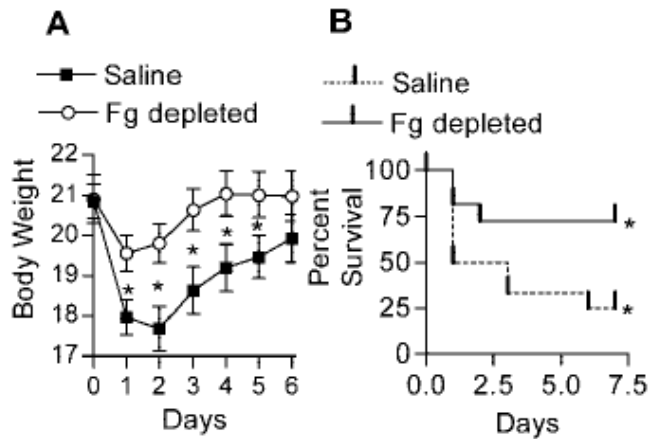 A
Saline
Fg depleted
22
21
20
19
18
17
Body Weight
* * * * *
0 1 2 3 4 5 6
Days
B
Saline
Fg depleted
100
75
50
25
0
Percent
Survival
*
*
0.0 2.5 5.0 7.5
Days